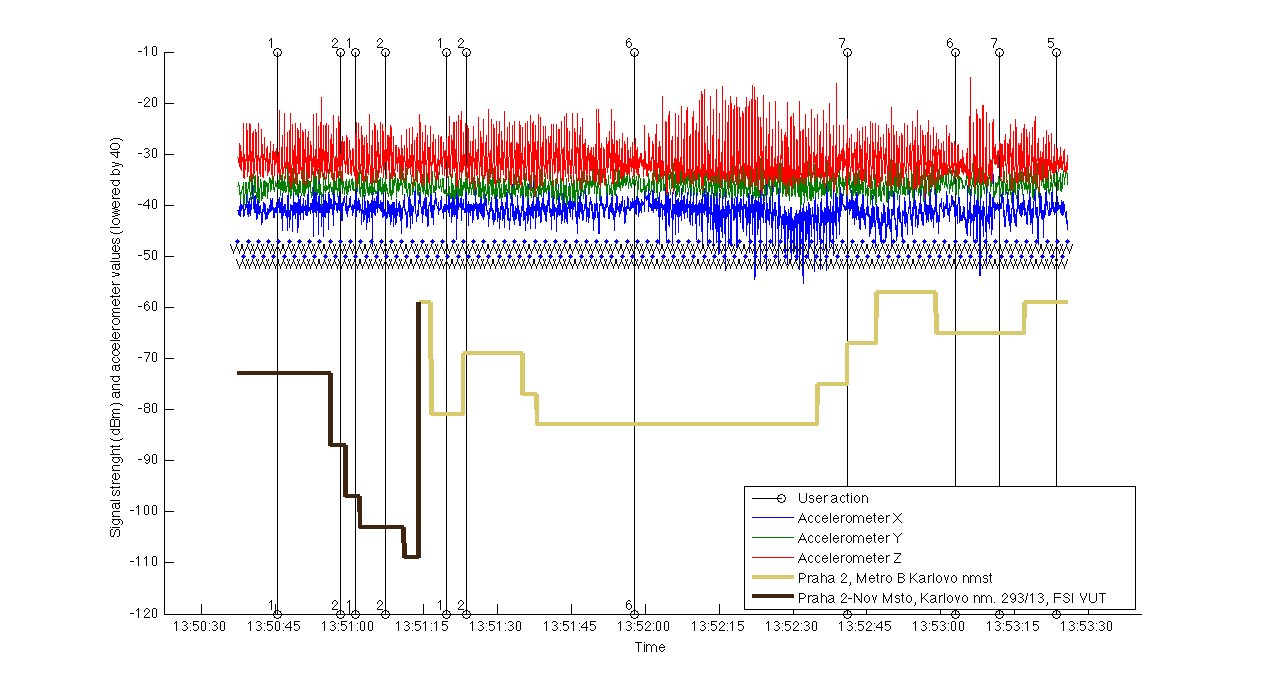 1 2 1 2 1 2 6 7 6 7 5
-10
-20
-30
-40
-50
-60
-70
-80
-90
-100
-110
-120
Signal strenght (dBm) and accelerometer values (lowered by 40)
User action
Accelerometer X
Accelerometer Y
Accelerometer Z
Praha 2, Metro B Karlovo nmst
Praha 2-Nov Msto, Karlovo nm. 293/13, FSI VUT
1 2 2 1 2 6
13:50:30 13:50:45 13:51:00 13:51:15 13:51:30 13:51:45 13:52:00 13:52:15 13:52:30 13:52:45 13:53:00 13:53:15 13:53:30
Time